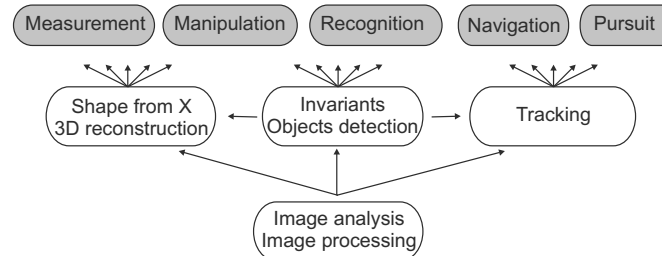 Measurement
Manipulation
Recognition
Navigation
Pursuit
Shape from X
3D reconstruction
Invariants
Objects detection
Tracking
Image analysis
Image processing